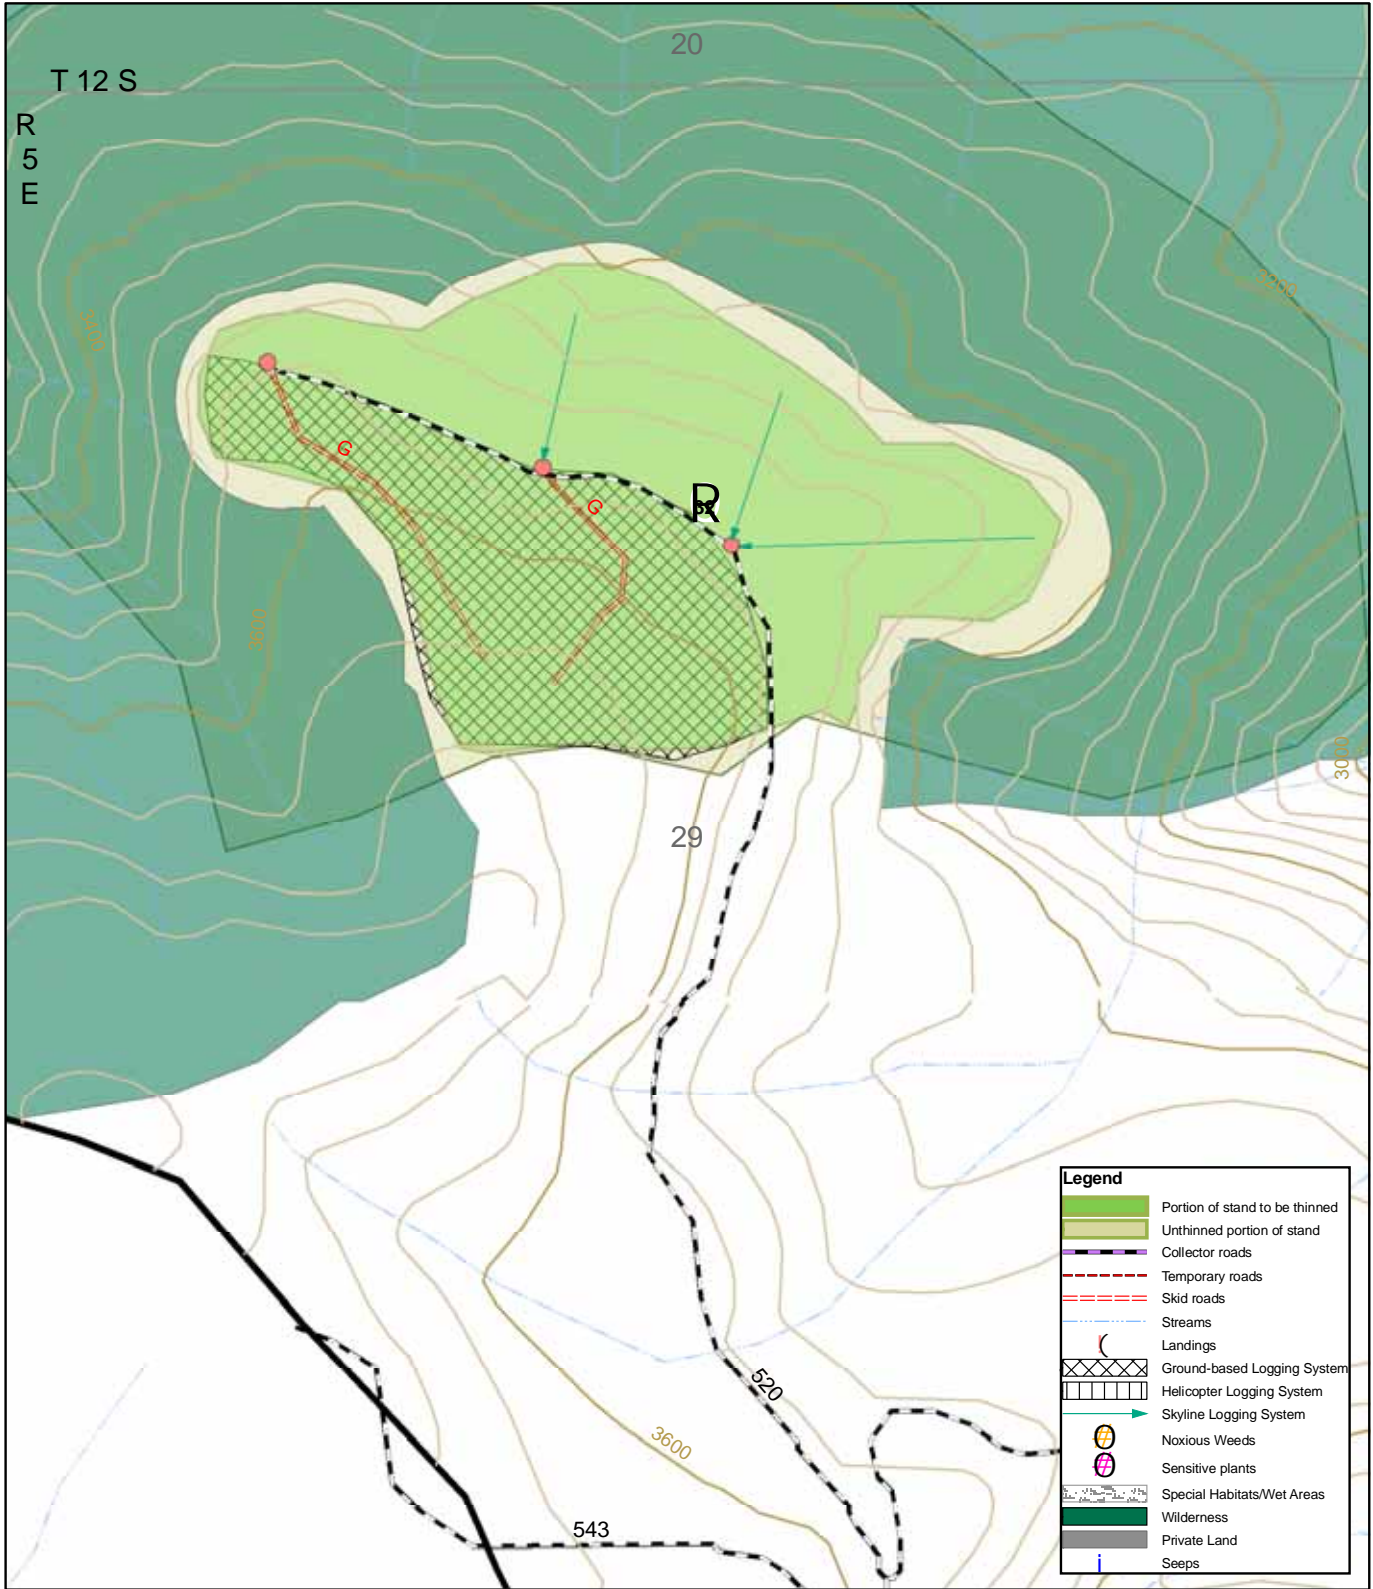 20
T 12 S
R
5
E
3400
3200
G
G
R
3600
3000
29
520
3600
543
Legend
Portion of stand to be thinned
Unthinned portion of stand
Collector roads
Temporary roads
Skid roads
Streams
Landings
Ground-based Logging System
Helicopter Logging System
Skyline Logging System
Noxious Weeds
Sensitive plants
Special Habitats/Wet Areas
Wilderness
Private Land
i Seeps